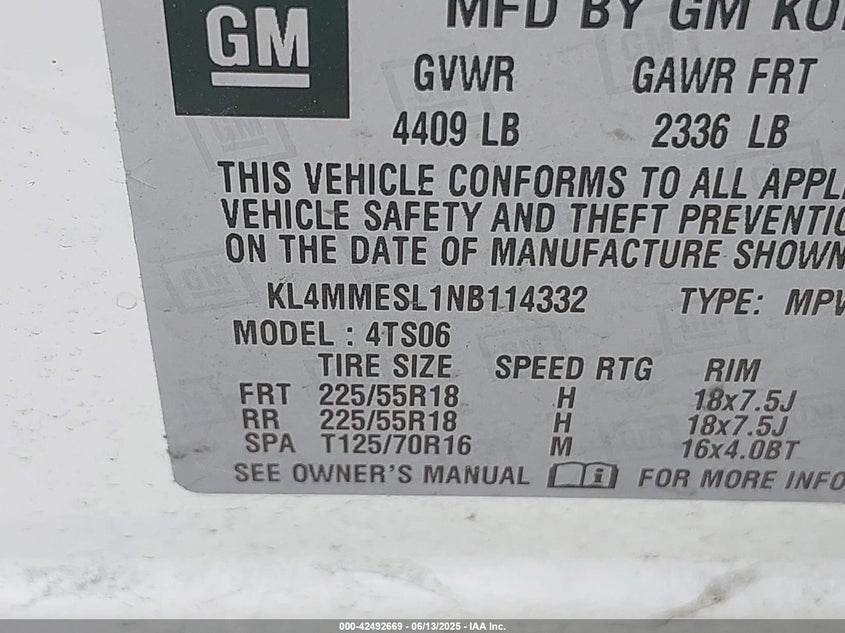 GM
MFD BY GM KO
GVWR GAWR FRT
4409 LB 2336 LB
THIS VEHICLE CONFORMS TO ALL APPL
VEHICLE SAFETY AND THEFT PREVENTIO
ON THE DATE OF MANUFACTURE SHOWN
KL4MMESL1NB114332 TYPE: MPV
MODEL : 4TS06
TIRE SIZE SPEED RTG RIM
FRT 225/55R18 H 18x7.5J
RR 225/55R18 H 18x7.5J
SPA T125/70R16 M 16x4.0BT
SEE OWNER'S MANUAL i FOR MORE INFO
000-42492669 - 06/13/2025 - IAA Inc.